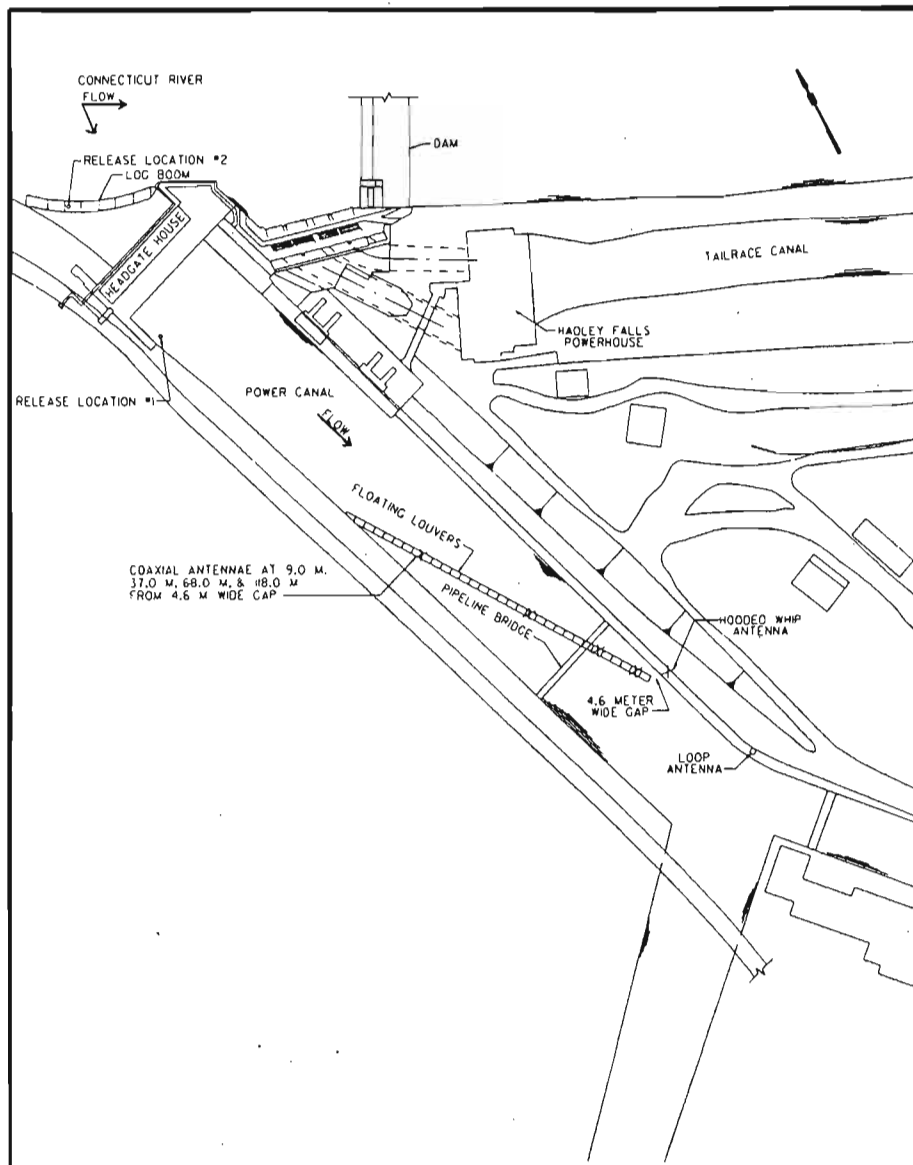 CONNECTICUT RIVER
FLOW
RELEASE LOCATION #2
LOG BOOM
DAM
HEADGATE HOUSE
TAILRACE CANAL
HADLEY FALLS
POWERHOUSE
RELEASE LOCATION #1
POWER CANAL
FLOW
FLOATING LOUVERS
COAXIAL ANTENNAE AT 9.0 M,
37.0 M, 68.0 M, & 118.0 M
FROM 4.6 M WIDE GAP
PIPELINE BRIDGE
HOODED WHIP
ANTENNA
4.6 METER
WIDE GAP
LOOP
ANTENNA